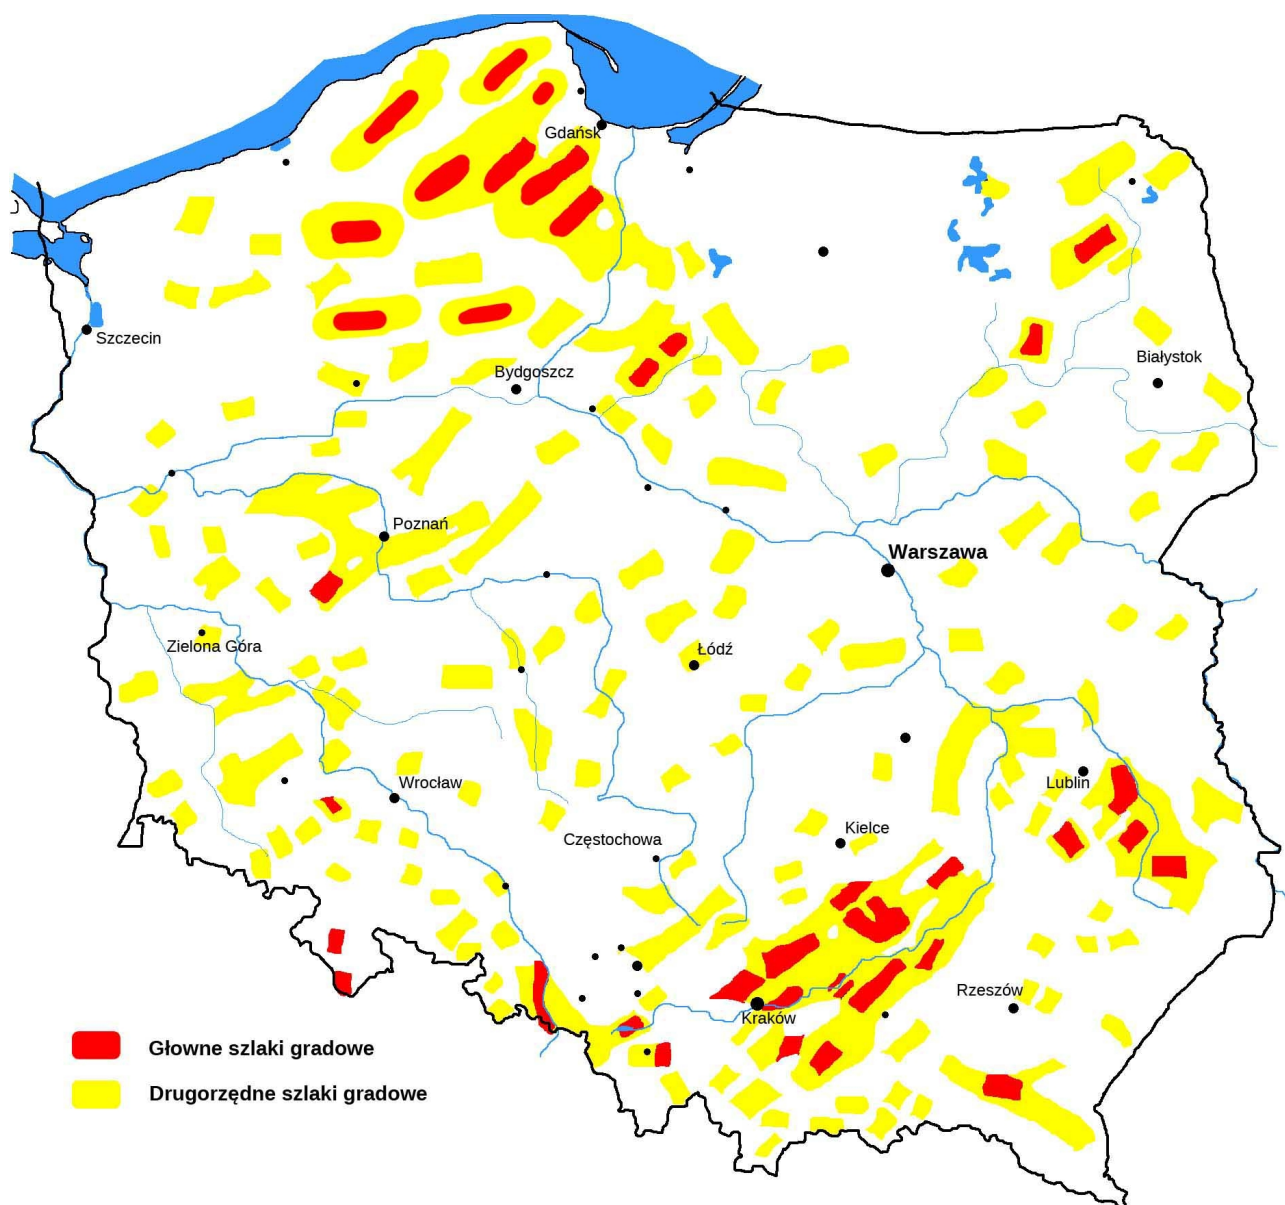 Gdańsk
Szczecin
Białystok
Bydgoszcz
Poznań
Warszawa
Zielona Góra
Łódź
Wrocław
Lublin
Częstochowa
Kielce
Rzeszów
Kraków
Głowne szlaki gradowe
Drugorzędne szlaki gradowe